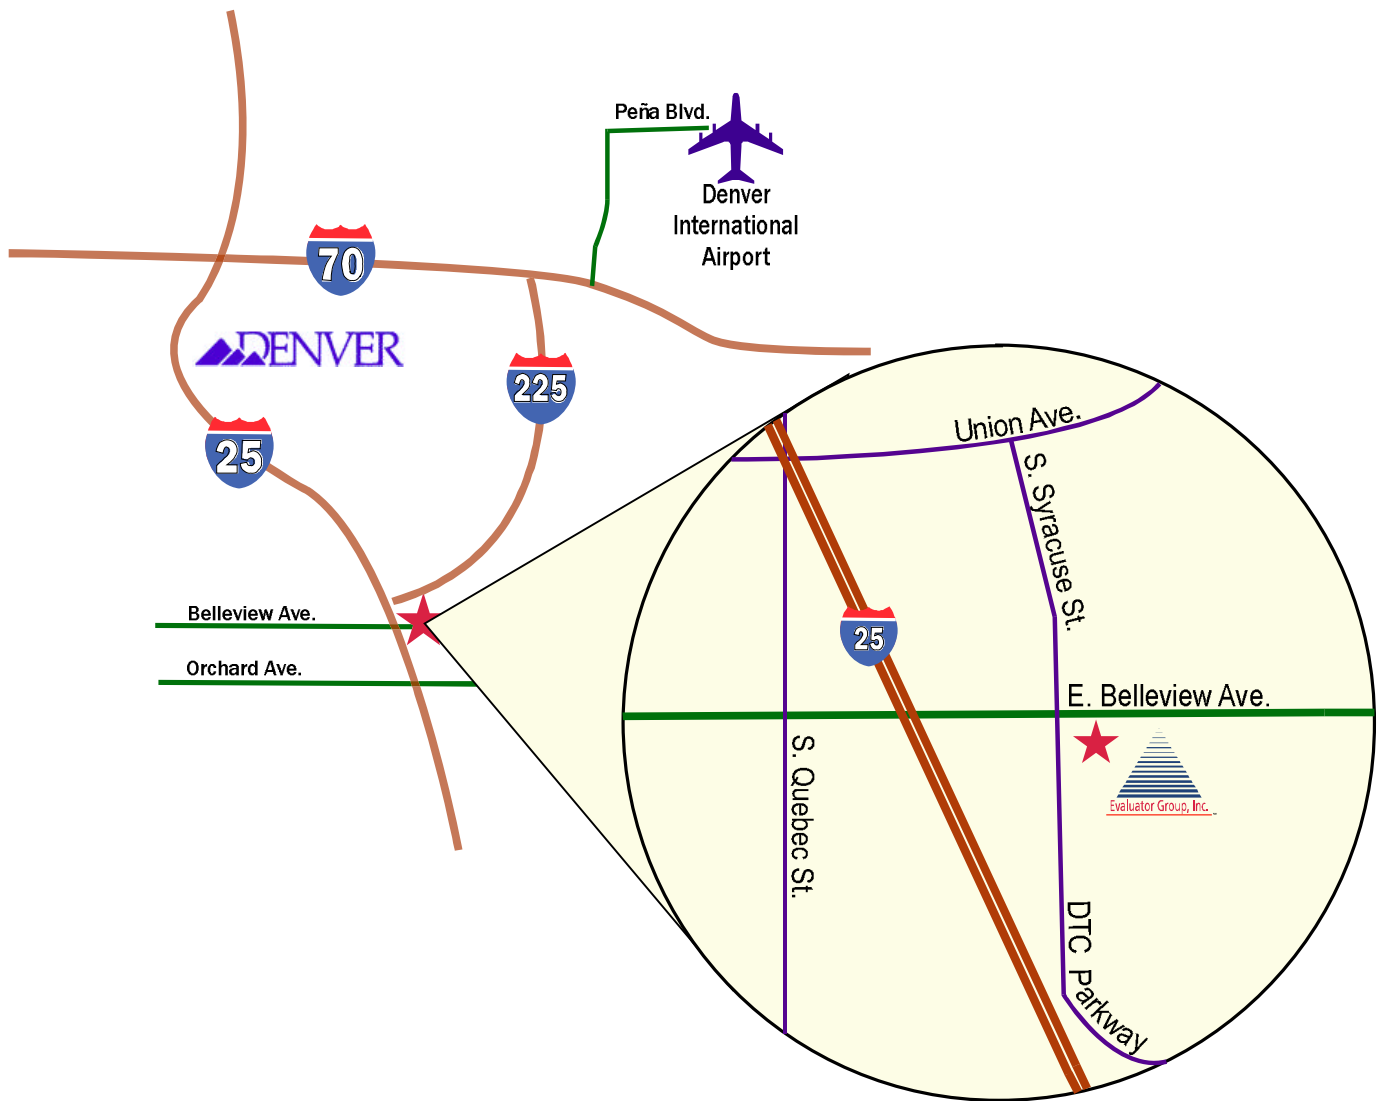 Peña Blvd.
Denver
International
Airport
70
DENVER
225
25
Belleview Ave.
Orchard Ave.
Union Ave.
S. Syracuse St.
25
E. Belleview Ave.
S. Quebec St.
Evaluator Group, Inc.
DTC Parkway